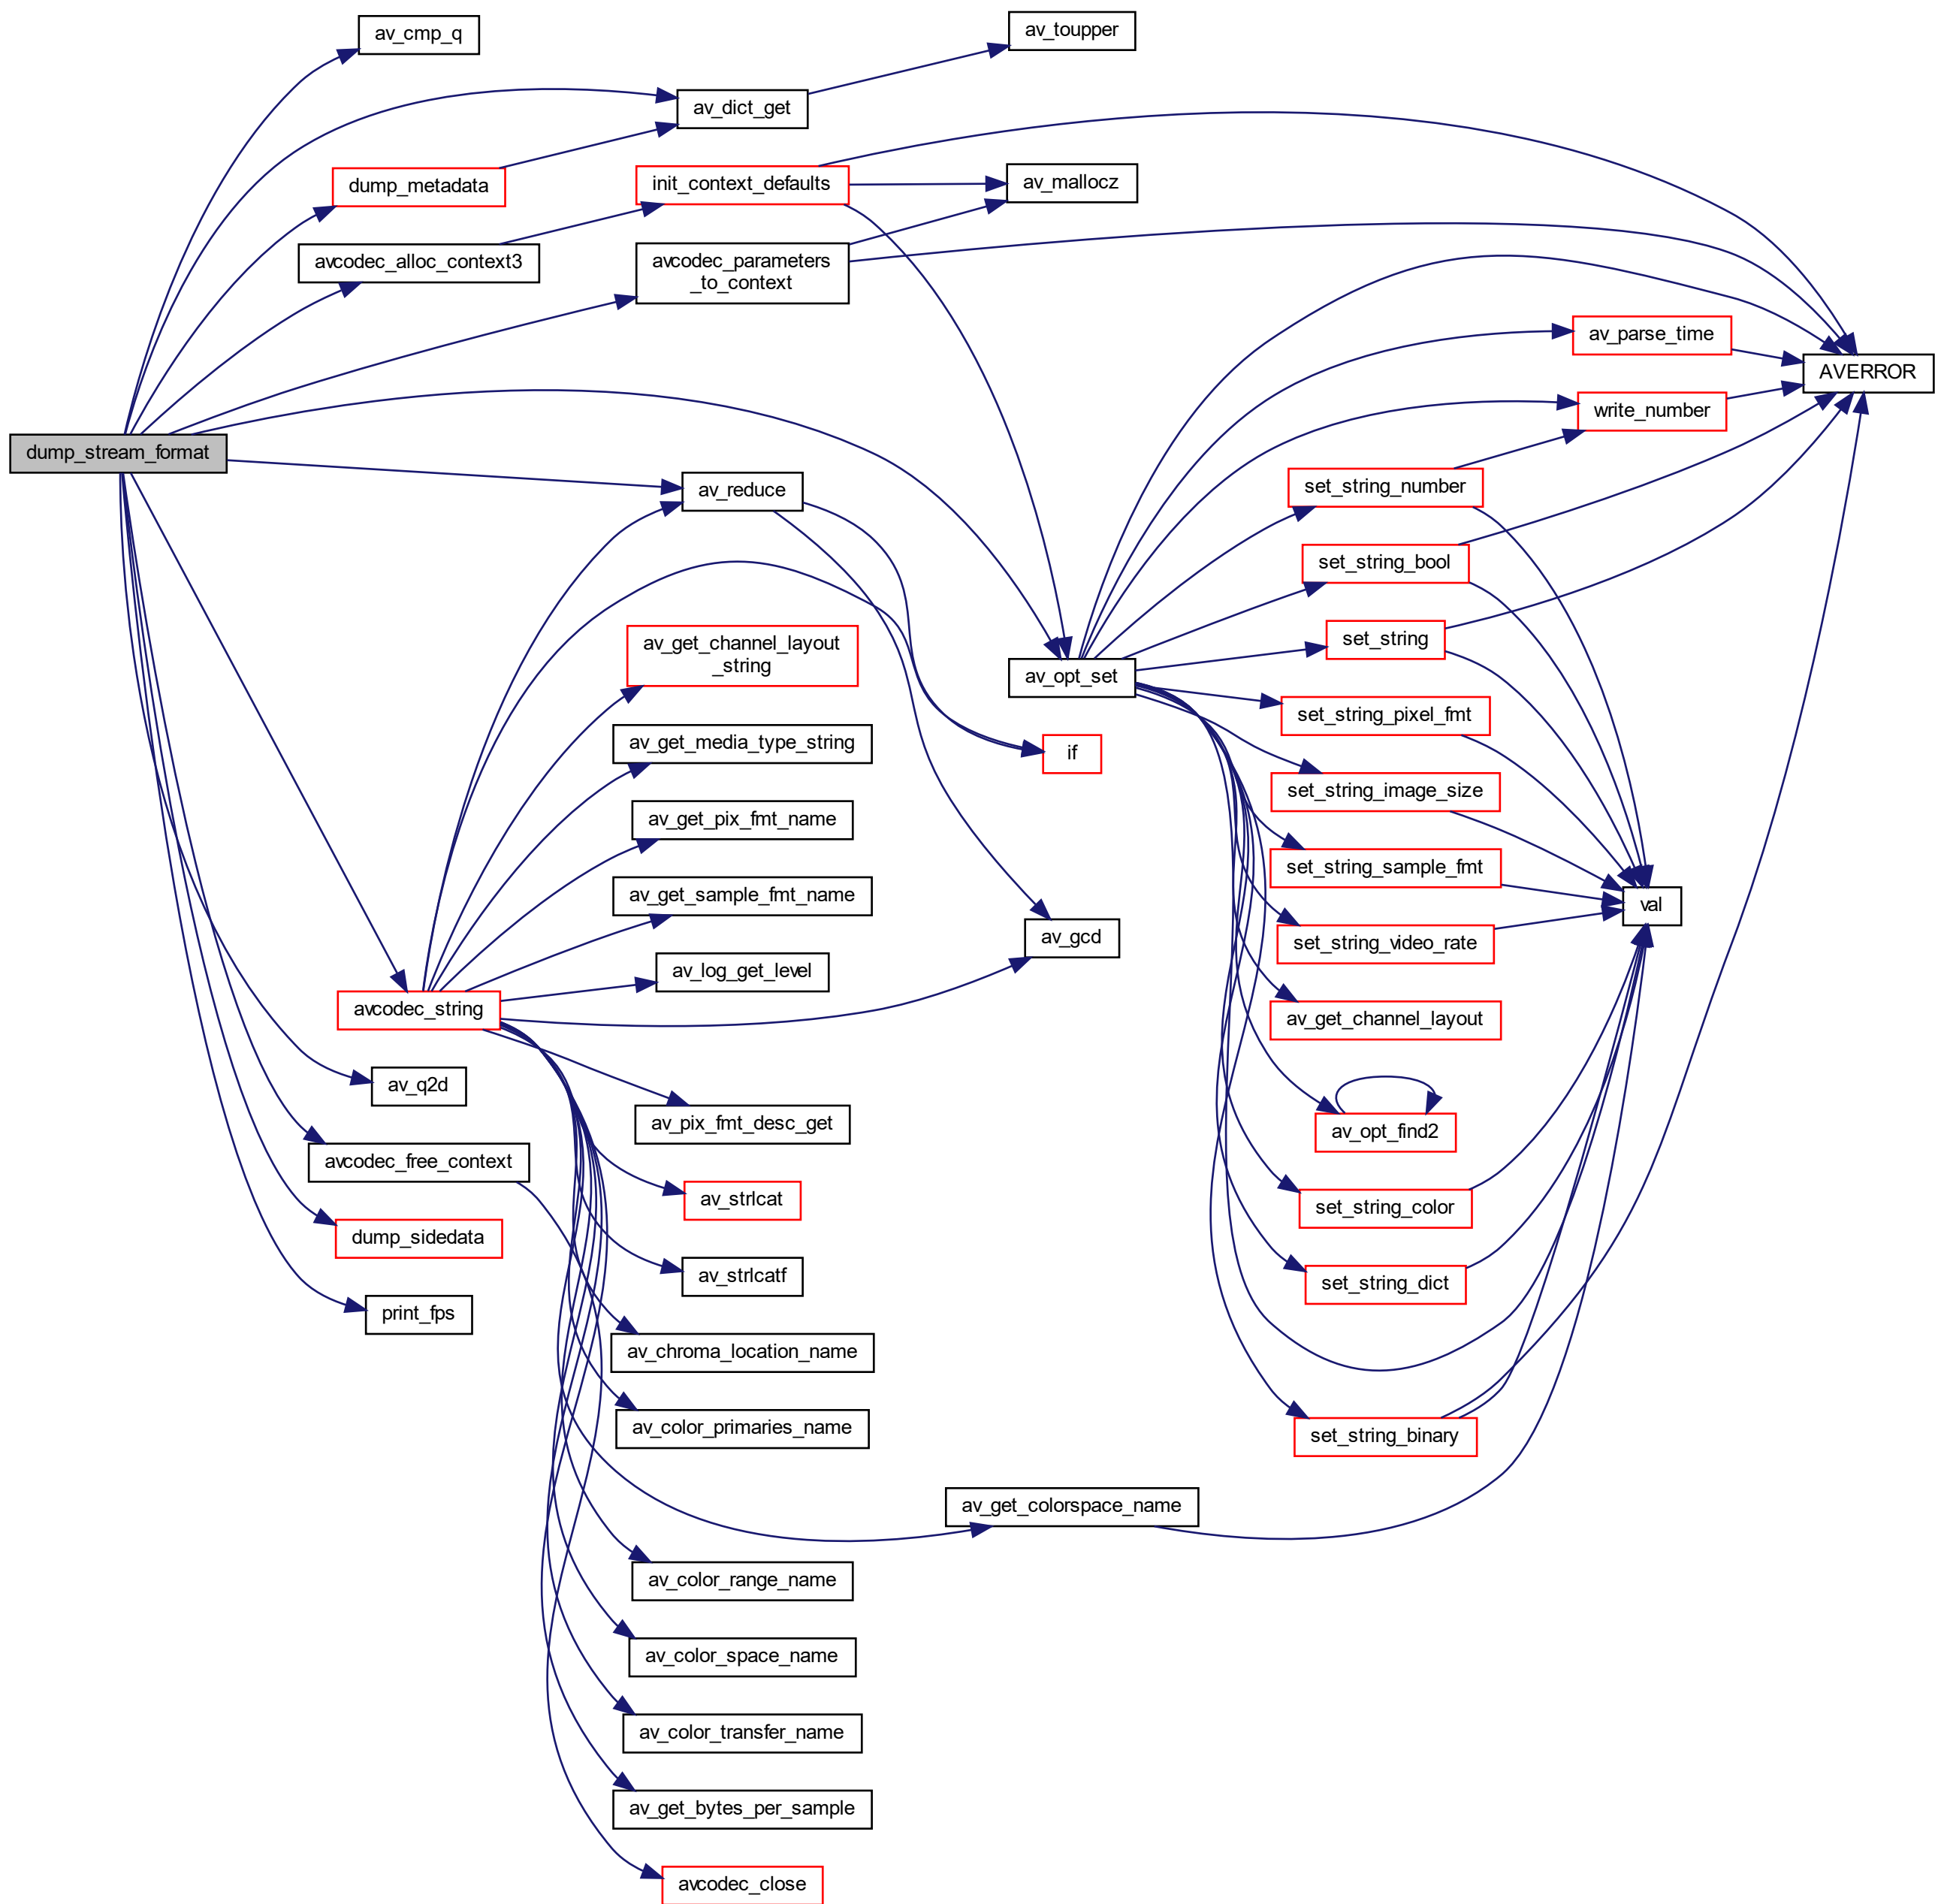 av_cmp_q
av_toupper
av_dict_get
dump_metadata
init_context_defaults
av_mallocz
avcodec_alloc_context3
avcodec_parameters
_to_context
av_parse_time
AVERROR
write_number
dump_stream_format
av_reduce
set_string_number
set_string_bool
set_string
av_get_channel_layout
_string
av_opt_set
set_string_pixel_fmt
av_get_media_type_string
if
set_string_image_size
av_get_pix_fmt_name
set_string_sample_fmt
av_get_sample_fmt_name
val
av_gcd
set_string_video_rate
av_log_get_level
avcodec_string
av_get_channel_layout
av_q2d
av_pix_fmt_desc_get
av_opt_find2
avcodec_free_context
av_strlcat
set_string_color
dump_sidedata
av_strlcatf
set_string_dict
print_fps
av_chroma_location_name
av_color_primaries_name
set_string_binary
av_get_colorspace_name
av_color_range_name
av_color_space_name
av_color_transfer_name
av_get_bytes_per_sample
avcodec_close